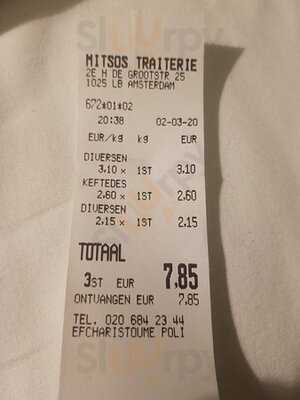 MITSOS TRAITERIE
2E H DE GROOTSTR 25
1025 LB AMSTERDAM
672*01*02
20:38 02-03-20
EUR/kg kg EUR
DIVERSEN
3,10 x 1ST 3,10
KEFTEDES
2,60 x 1ST 2,60
DIVERSEN
2,15 x 1ST 2,15
TOTAAL
3ST EUR 7,85
ONTVANGEN EUR 7,85
TEL. 020 684 23 44
EFCHARISTOUME POLI